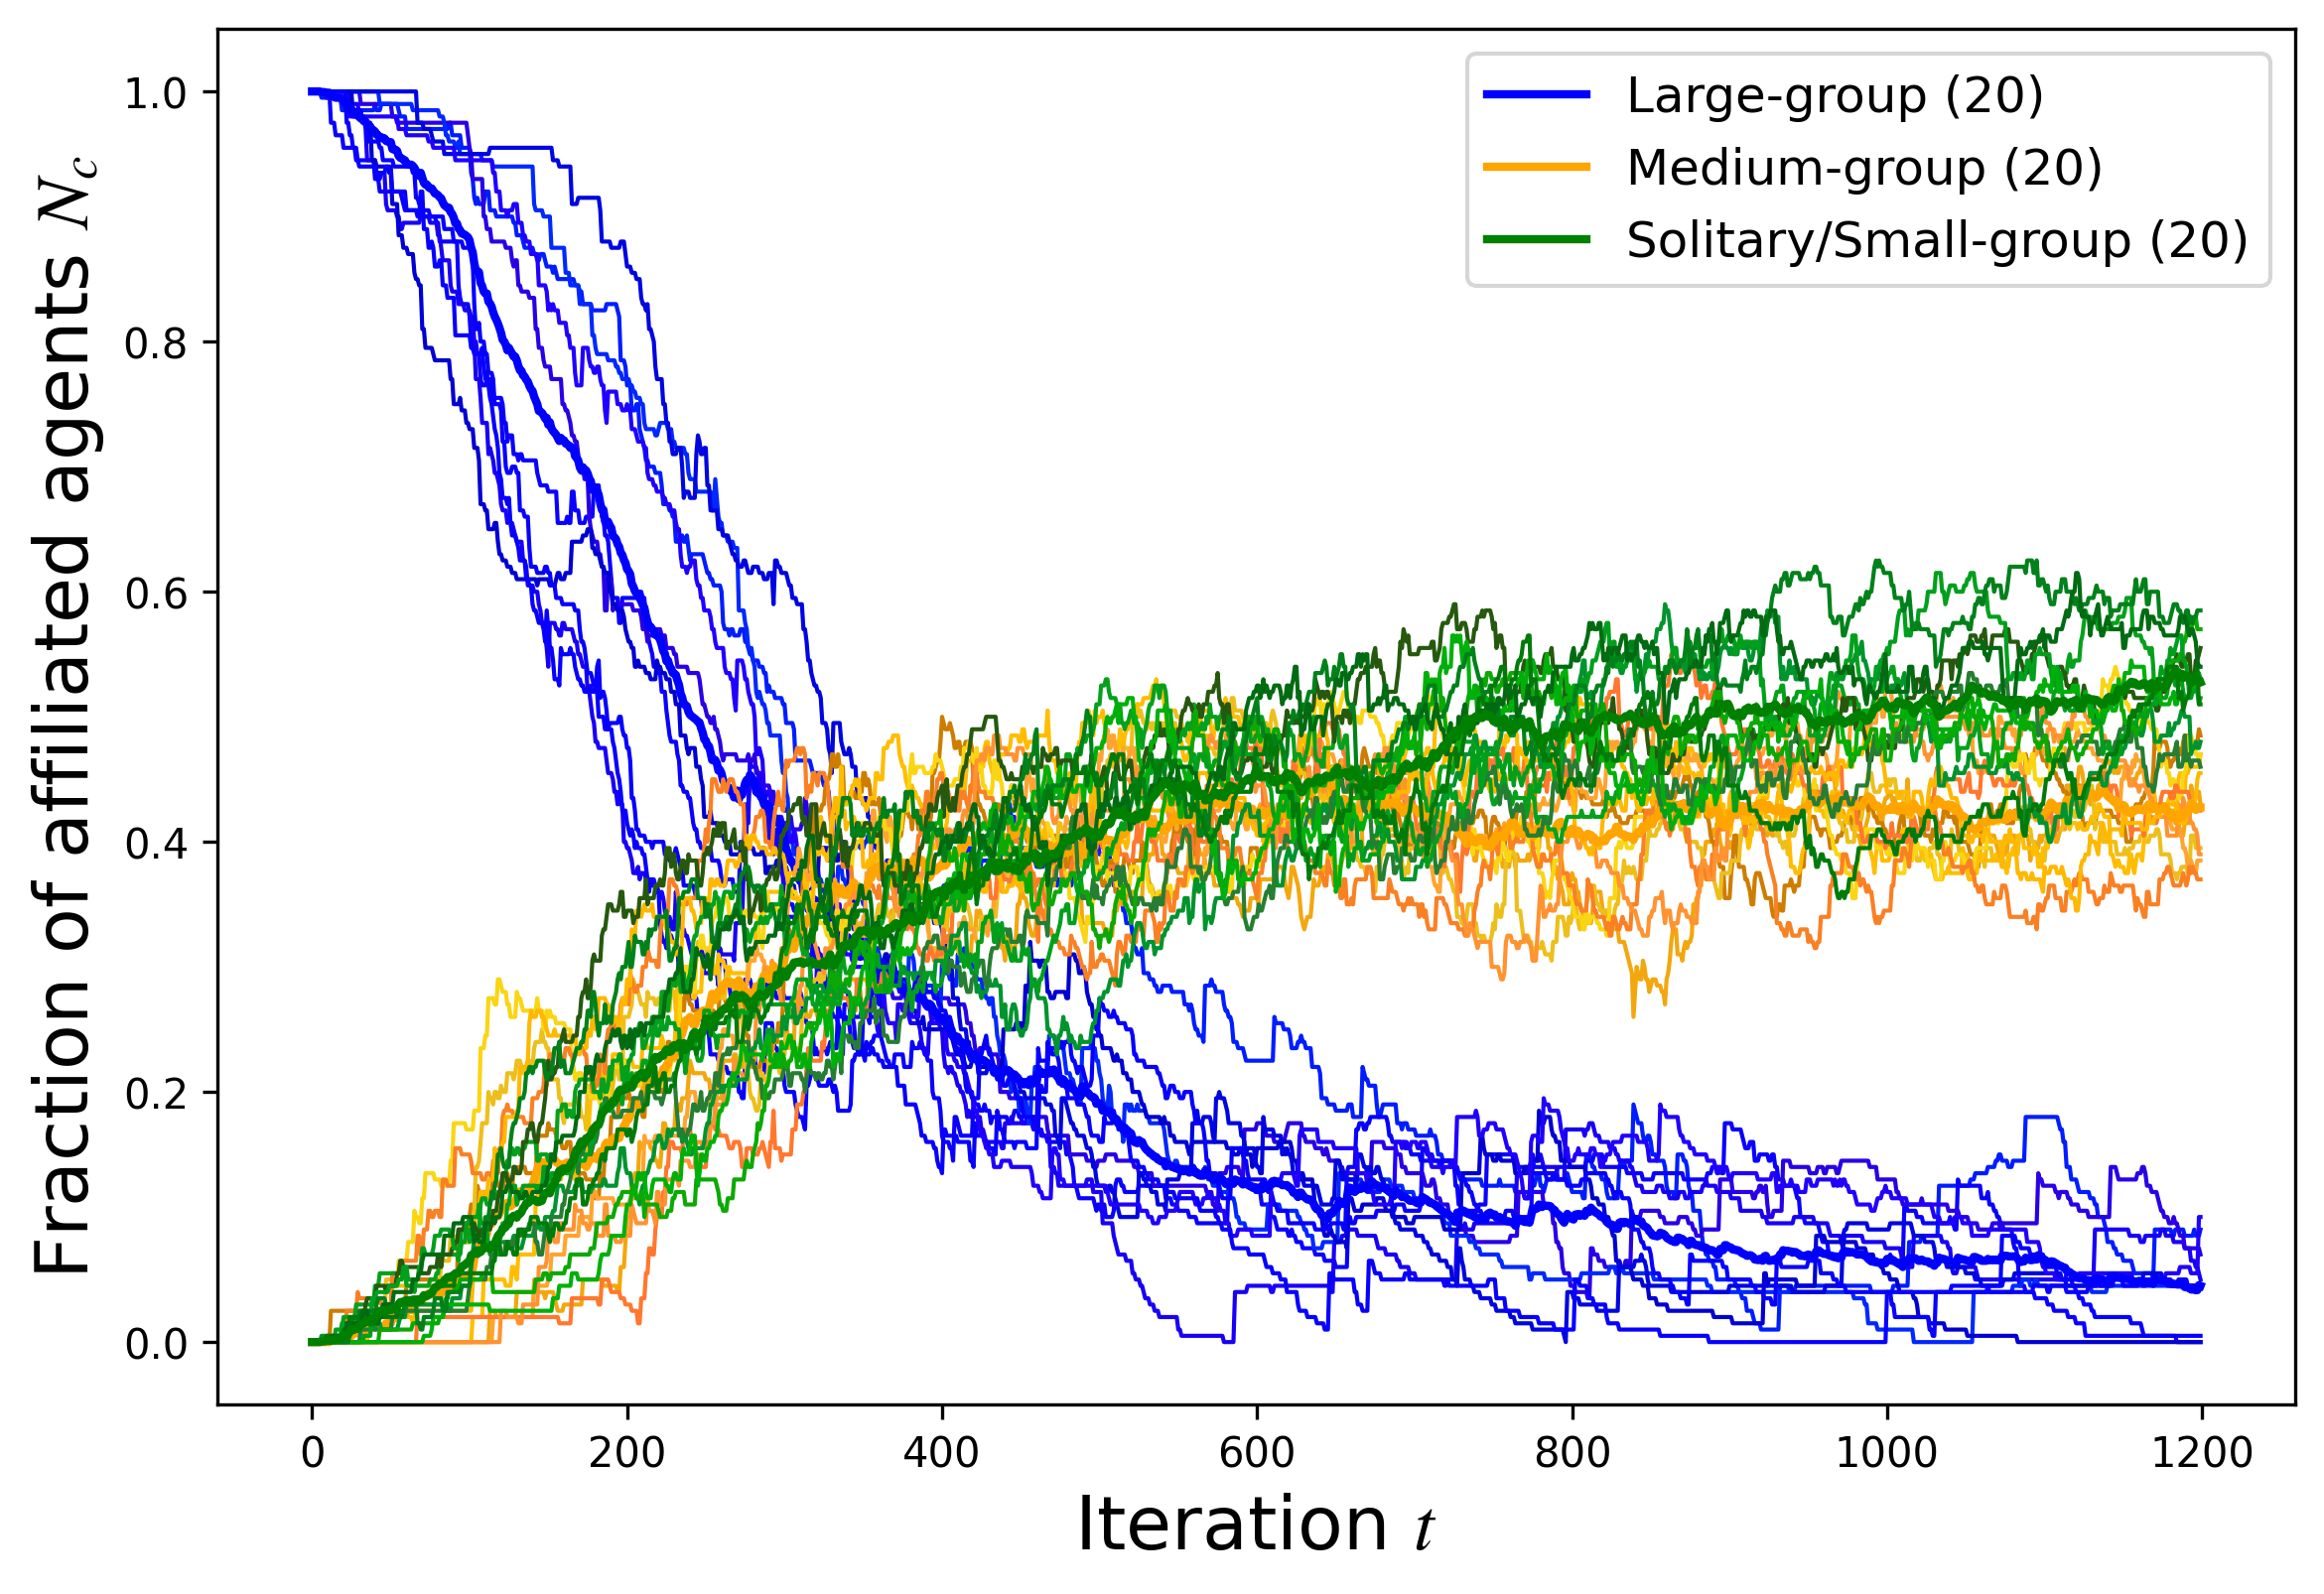 Large-group (20)
Medium-group (20)
Solitary/Small-group (20)
Fraction of affiliated agents N_c
1.0
0.8
0.6
0.4
0.2
0.0
0 200 400 600 800 1000 1200
Iteration t